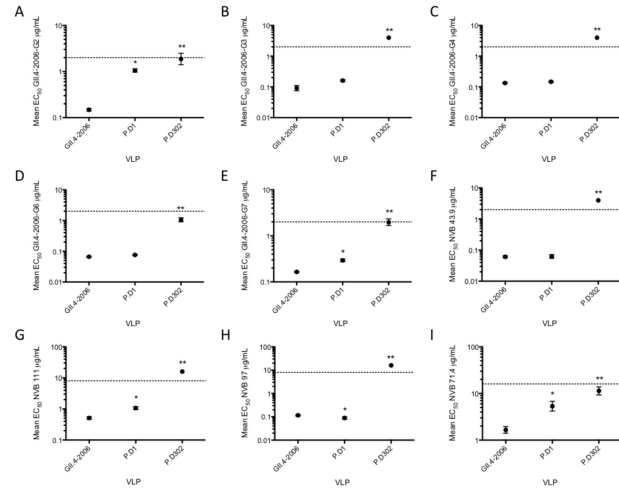 A
Mean EC50 GII.4-2006-G2 µg/mL
10
1
0.1
*
**
GII.4-2006
P.D1
P.D302
VLP
B
Mean EC50 GII.4-2006-G3 µg/mL
10
1
0.1
0.01
**
GII.4-2006
P.D1
P.D302
VLP
C
Mean EC50 GII.4-2006-G4 µg/mL
10
1
0.1
0.01
**
GII.4-2006
P.D1
P.D302
VLP
D
Mean EC50 GII.4-2006-G6 µg/mL
10
1
0.1
0.01
**
GII.4-2006
P.D1
P.D302
VLP
E
Mean EC50 GII.4-2006-G7 µg/mL
10
1
0.1
*
**
GII.4-2006
P.D1
P.D302
VLP
F
Mean EC50 NVB 43.9 µg/mL
10
1
0.1
0.01
**
GII.4-2006
P.D1
P.D302
VLP
G
Mean EC50 NVB 111 µg/mL
100
10
1
0.1
*
**
GII.4-2006
P.D1
P.D302
VLP
H
Mean EC50 NVB 97 µg/mL
100
10
1
0.1
0.01
*
**
GII.4-2006
P.D1
P.D302
VLP
I
Mean EC50 NVB 71.4 µg/mL
100
10
1
*
**
GII.4-2006
P.D1
P.D302
VLP